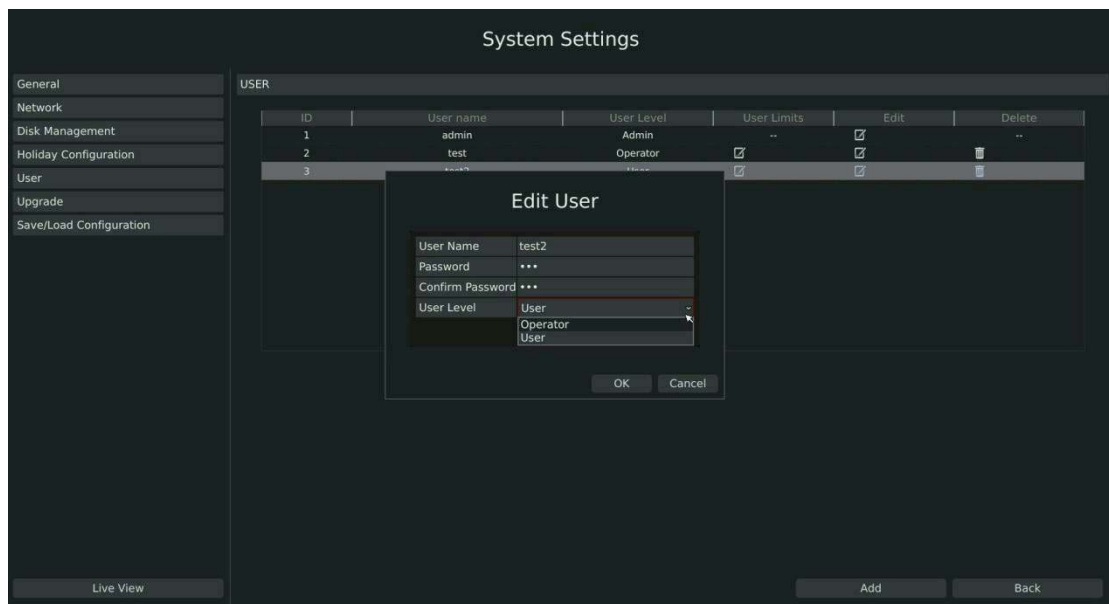 System Settings
General
Network
Disk Management
Holiday Configuration
User
Upgrade
Save/Load Configuration
USER
ID User name User Level User Limits Edit Delete
1 admin Admin -- --
2 test Operator
3 test2 User
Edit User
User Name test2
Password •••
Confirm Password •••
User Level User
Operator
User
OK Cancel
Live View Add Back